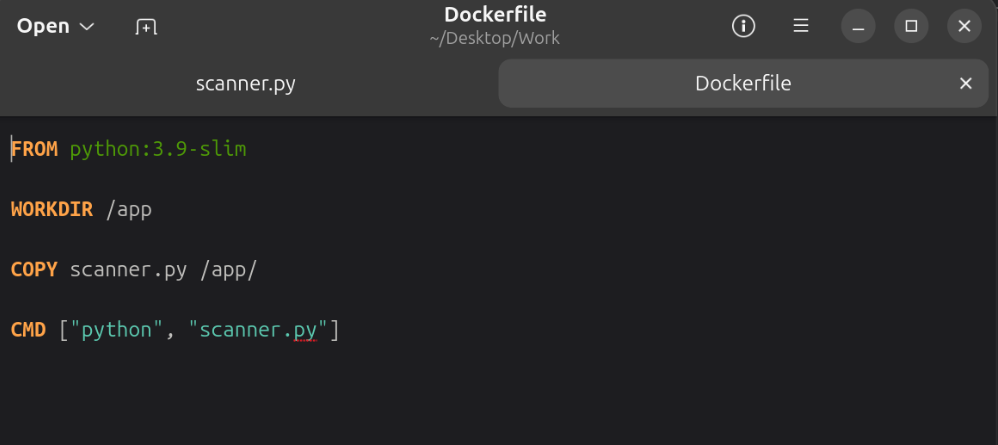 Open
Dockerfile
~/Desktop/Work
scanner.py
Dockerfile
FROM python:3.9-slim
WORKDIR /app
COPY scanner.py /app/
CMD ["python", "scanner.py"]